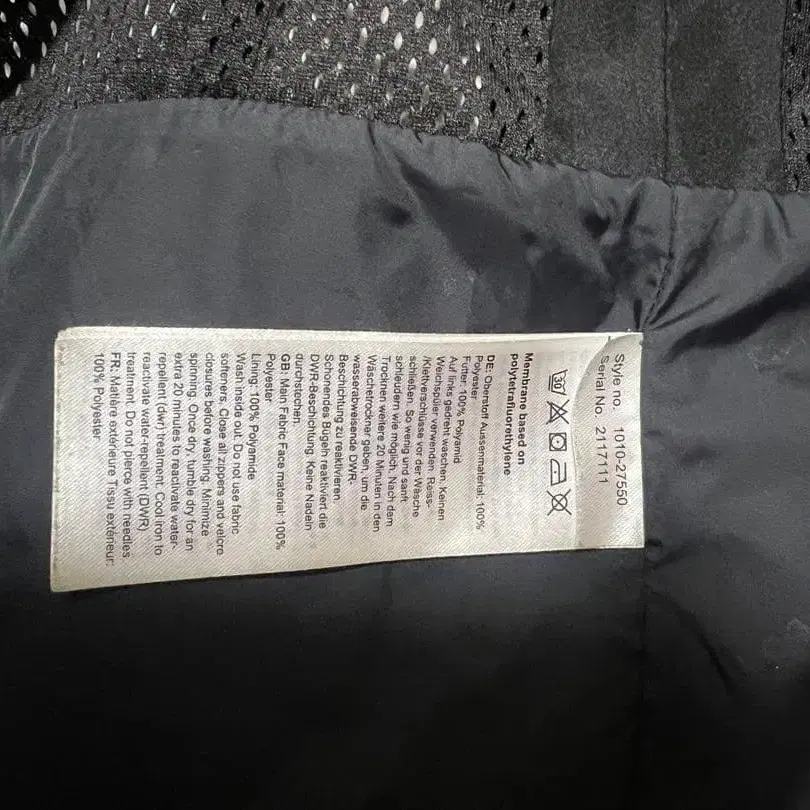 Style no. 1010-27550
Serial No. 2117111
30
Membrane based on
polytetrafluorethylene
DE: Oberstoff Aussenmaterial: 100%
Polyester
Futter: 100% Polyamid
Auf links gedreht waschen. Keinen
Weichspüler verwenden. Reiss-
/Klettverschlüsse vor der Wäsche
schließen. So wenig und sanft
schleudern wie möglich. Nach dem
Trocknen weitere 20 Minuten in den
Wäschetrockner geben, um die
wasserabweisende DWR-
Beschichtung zu reaktivieren.
Schonendes Bügeln reaktiviert die
DWR-Beschichtung. Keine Nadeln
durchstechen.
GB: Main Fabric Face material: 100%
Polyester
Lining: 100% Polyamide
Wash inside out. Do not use fabric
softeners. Close all zippers and velcro
closures before washing. Minimize
spinning. Once dry, tumble dry for an
extra 20 minutes to reactivate water-
repellent (dwr) treatment. Cool iron to
reactivate water-repellent (DWR)
treatment. Do not pierce with needles
FR: Matière extérieure Tissu extérieur:
100% Polyester